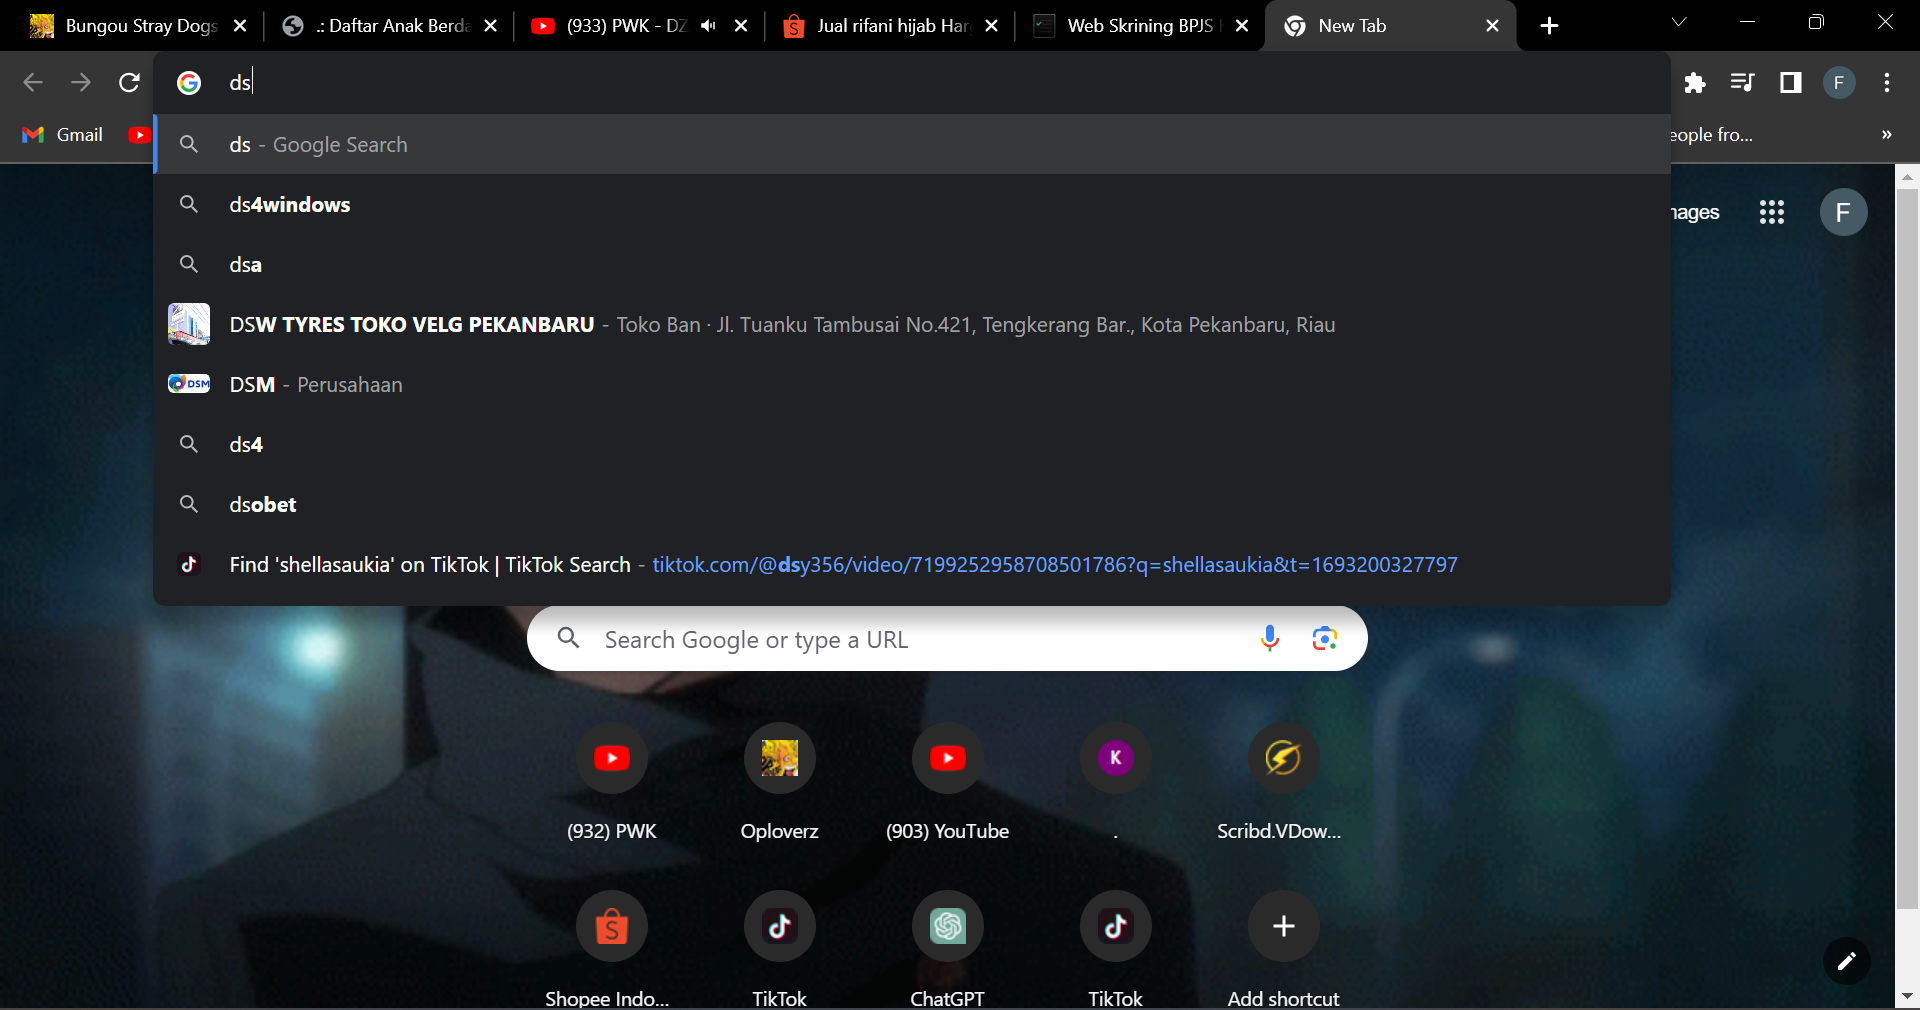 Bungou Stray Dogs
.: Daftar Anak Berda
(933) PWK - DZ
Jual rifani hijab Har
Web Skrining BPJS
New Tab
ds
F
Gmail
eople fro...
»
ds - Google Search
ds4windows
ages
F
dsa
DSW TYRES TOKO VELG PEKANBARU - Toko Ban · Jl. Tuanku Tambusai No.421, Tengkerang Bar., Kota Pekanbaru, Riau
DSM
DSM - Perusahaan
ds4
dsobet
Find 'shellasaukia' on TikTok | TikTok Search - tiktok.com/@dsy356/video/7199252958708501786?q=shellasaukia&t=1693200327797
Search Google or type a URL
K
(932) PWK
Oploverz
(903) YouTube
.
Scribd.VDow...
Shopee Indo...
TikTok
ChatGPT
TikTok
Add shortcut